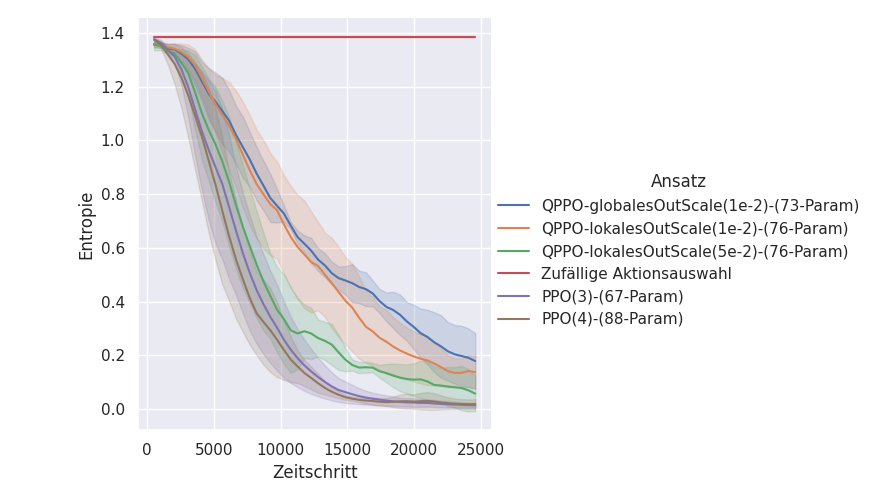 1.4
1.2
1.0
0.8
0.6
0.4
0.2
0.0
Entropie
0
5000
10000
15000
20000
25000
Zeitschritt
Ansatz
QPPO-globalesOutScale(1e-2)-(73-Param)
QPPO-lokalesOutScale(1e-2)-(76-Param)
QPPO-lokalesOutScale(5e-2)-(76-Param)
Zufällige Aktionsauswahl
PPO(3)-(67-Param)
PPO(4)-(88-Param)